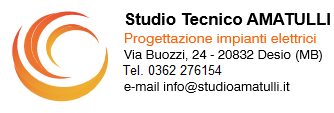 Studio Tecnico AMATULLI
Progettazione impianti elettrici
Via Buozzi, 24 - 20832 Desio (MB)
Tel. 0362 276154
e-mail info@studioamatulli.it